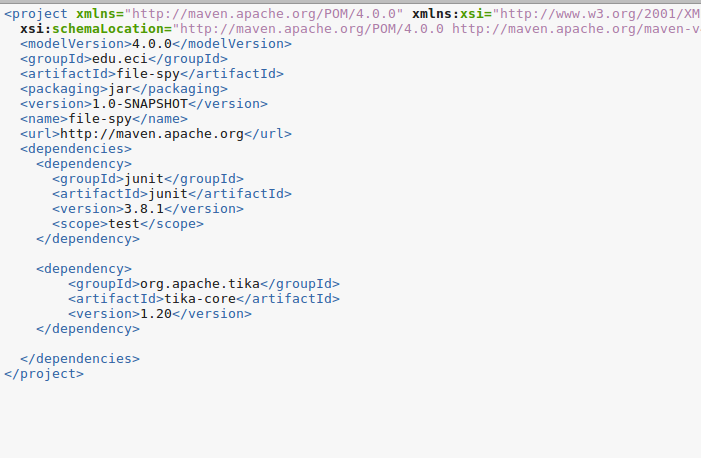 <project xmlns="http://maven.apache.org/POM/4.0.0" xmlns:xsi="http://www.w3.org/2001/XM
xsi:schemaLocation="http://maven.apache.org/POM/4.0.0 http://maven.apache.org/maven-v
<modelVersion>4.0.0</modelVersion>
<groupId>edu.eci</groupId>
<artifactId>file-spy</artifactId>
<packaging>jar</packaging>
<version>1.0-SNAPSHOT</version>
<name>file-spy</name>
<url>http://maven.apache.org</url>
<dependencies>
<dependency>
<groupId>junit</groupId>
<artifactId>junit</artifactId>
<version>3.8.1</version>
<scope>test</scope>
</dependency>
<dependency>
<groupId>org.apache.tika</groupId>
<artifactId>tika-core</artifactId>
<version>1.20</version>
</dependency>
</dependencies>
</project>